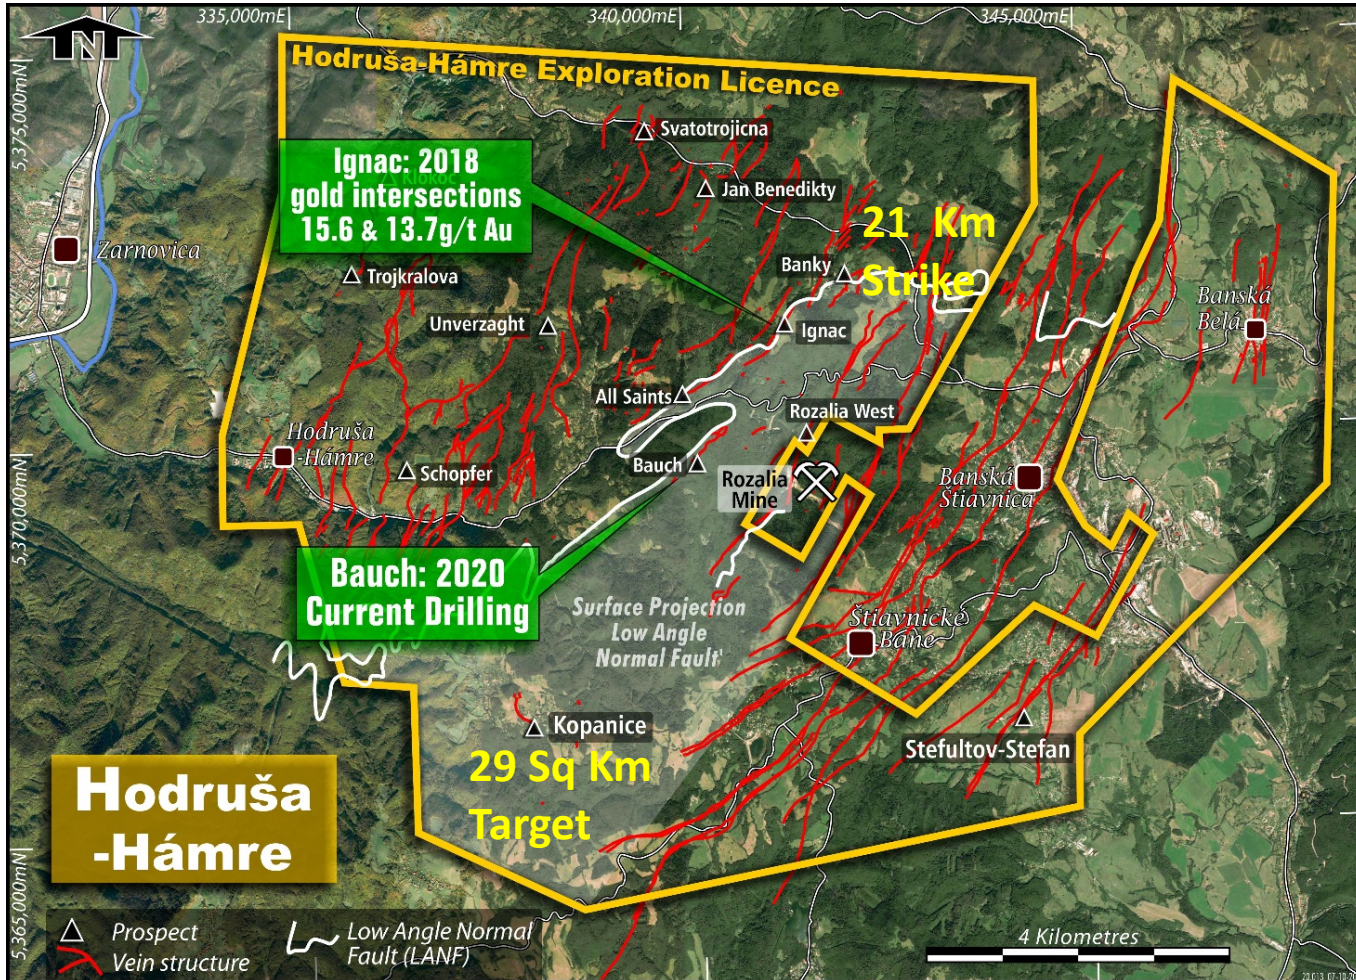 335,000mE
340,000mE
345,000mE
N
5,375,000mN
5,370,000mN
5,365,000mN
Hodruša-Hámre Exploration Licence
Svatotrojicna
Ignac: 2018
gold intersections
15.6 & 13.7g/t Au
Jan Benedikty
21 Km
Strike
Zarnovica
Trojkralova
Banky
Unverzaght
Ignac
Banská
Belá
All Saints
Rozalia West
Hodruša
-Hámre
Schopfer
Bauch
Rozalia
Mine
Banská
Štiavnica
Bauch: 2020
Current Drilling
Surface Projection
Low Angle
Normal Fault'
Štiavnické
Bane
Kopanice
Stefultov-Stefan
29 Sq Km
Target
Hodruša
-Hámre
Prospect
Vein structure
Low Angle Normal
Fault (LANF)
4 Kilometres